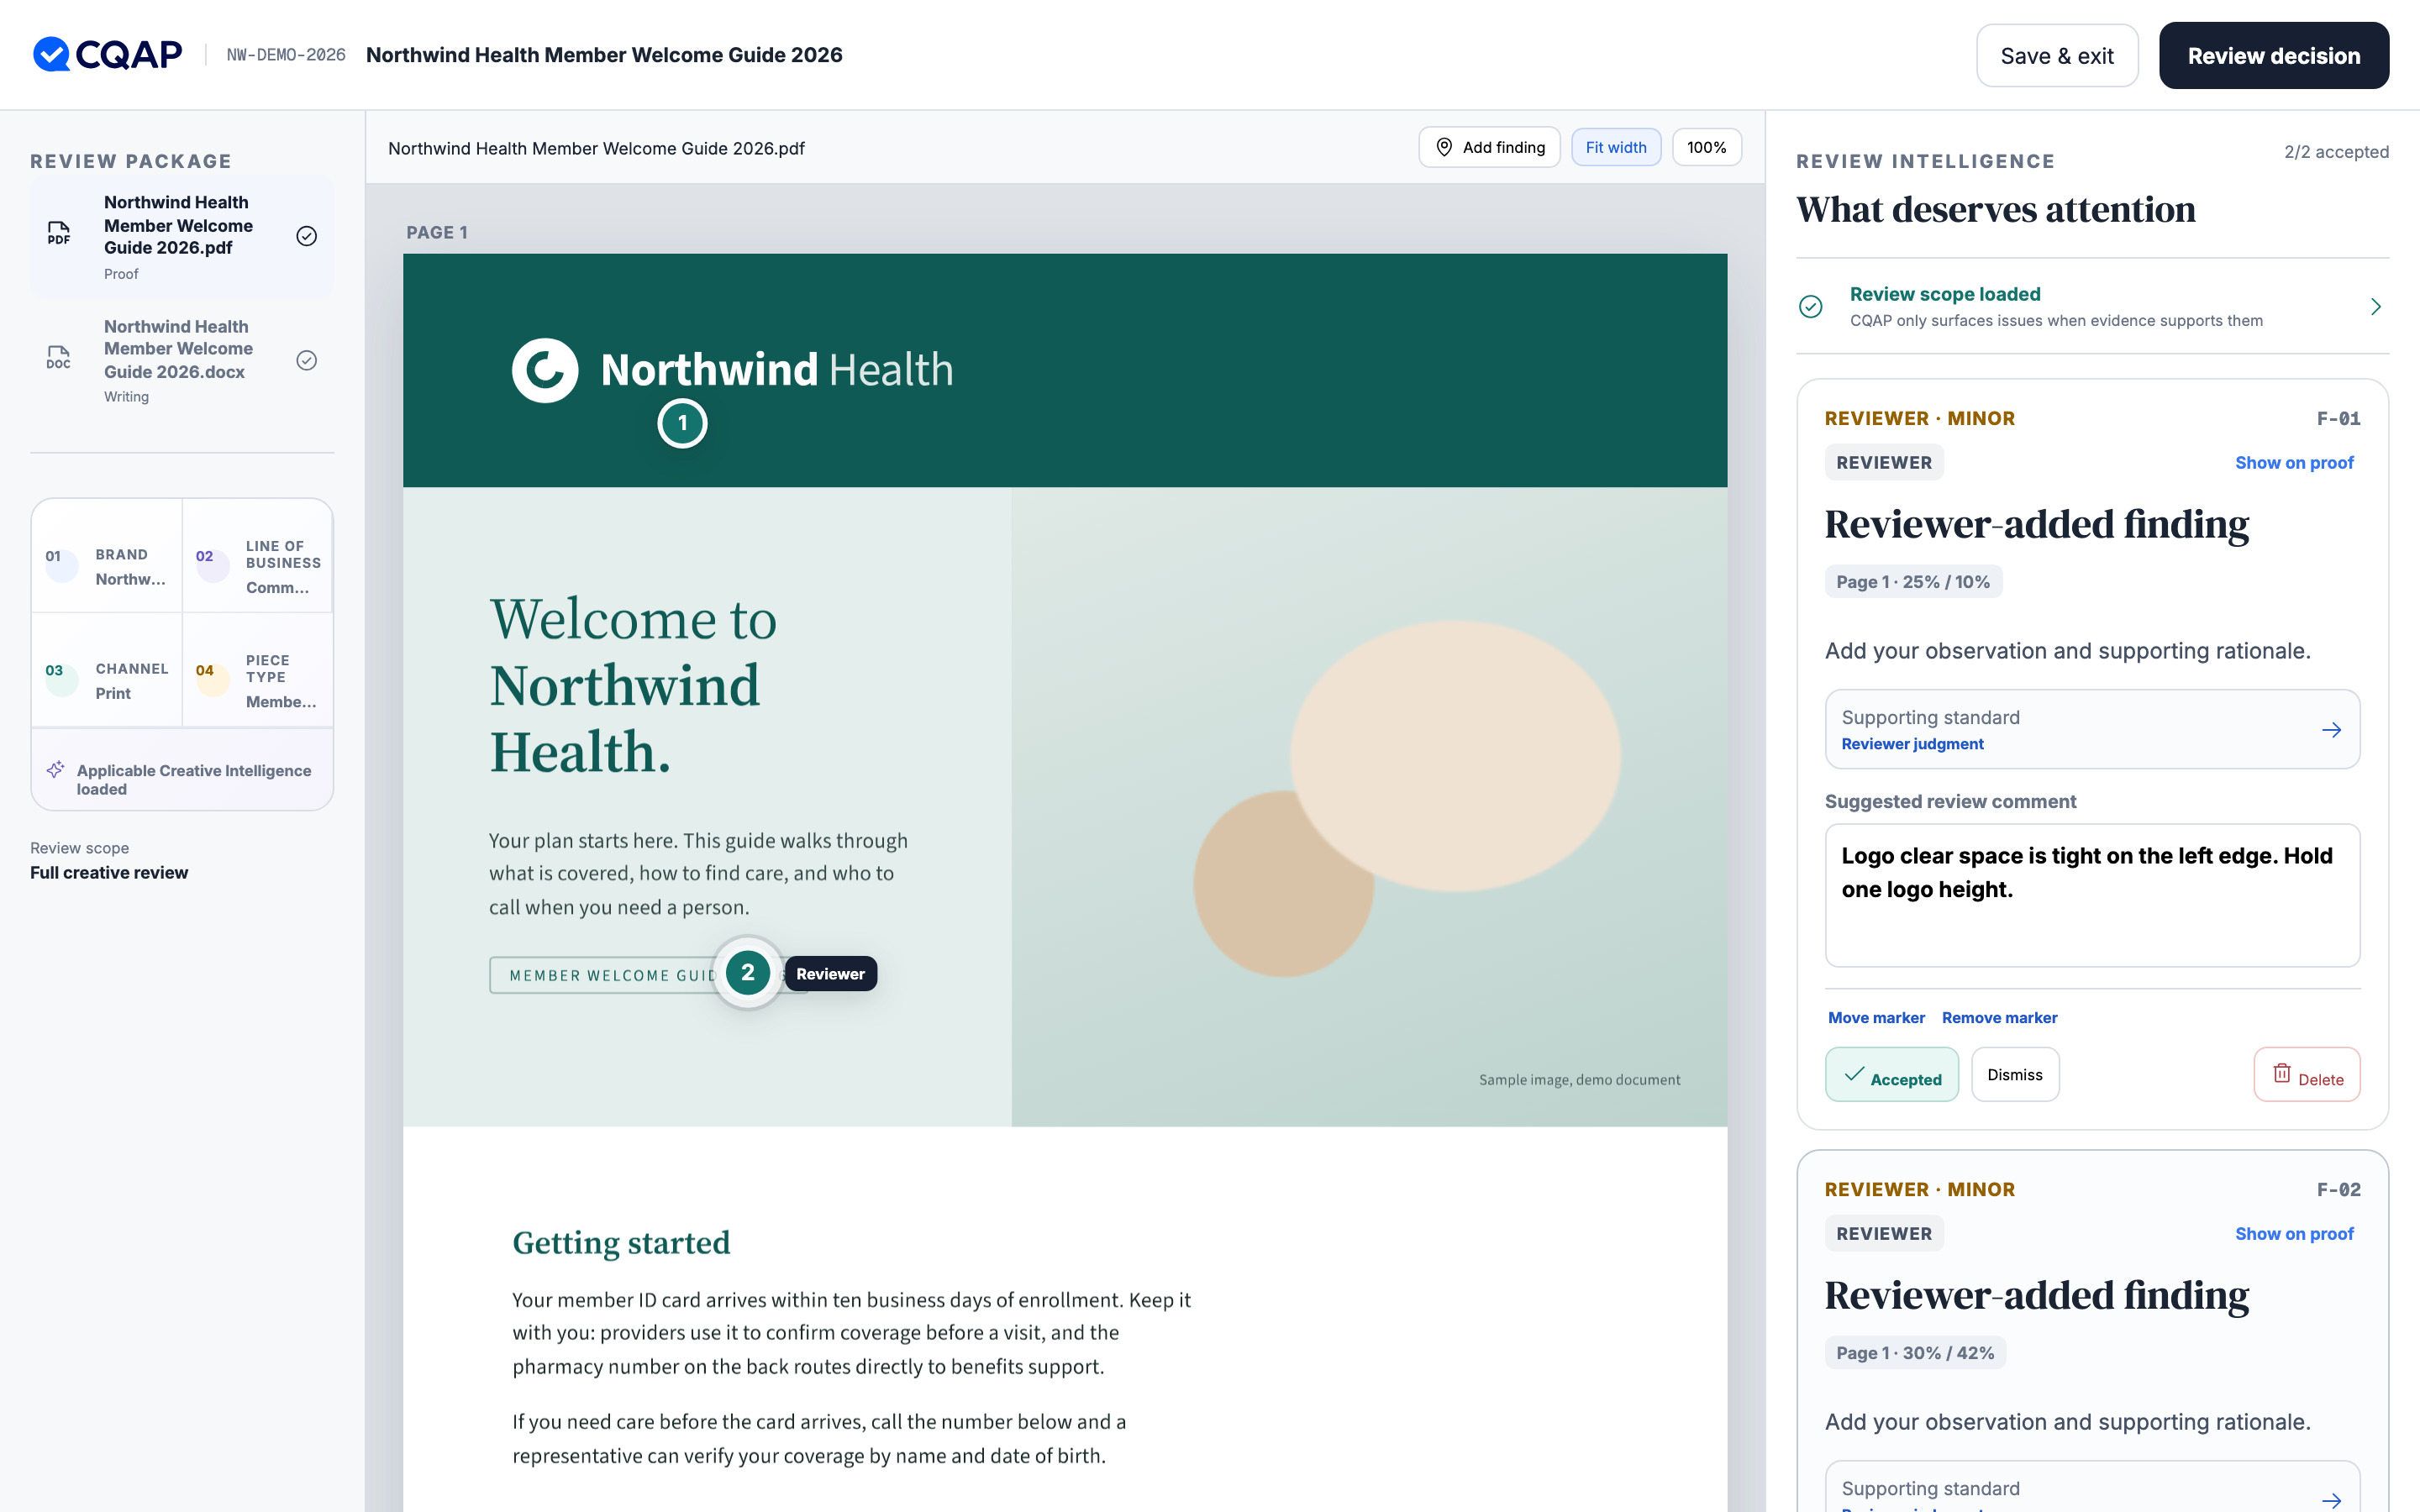 CQAP
NW-DEMO-2026
Northwind Health Member Welcome Guide 2026
Save & exit
Review decision
REVIEW PACKAGE
PDF
Northwind Health
Member Welcome
Guide 2026.pdf
Proof
DOC
Northwind Health
Member Welcome
Guide 2026.docx
Writing
01
BRAND
Northw...
02
LINE OF
BUSINESS
Comm...
03
CHANNEL
Print
04
PIECE
TYPE
Membe...
Applicable Creative Intelligence
loaded
Review scope
Full creative review
Northwind Health Member Welcome Guide 2026.pdf
Add finding
Fit width
100%
PAGE 1
Northwind Health
1
Welcome to
Northwind
Health.
Your plan starts here. This guide walks through
what is covered, how to find care, and who to
call when you need a person.
MEMBER WELCOME
2
Reviewer
Sample image, demo document
Getting started
Your member ID card arrives within ten business days of enrollment. Keep it
with you: providers use it to confirm coverage before a visit, and the
pharmacy number on the back routes directly to benefits support.
If you need care before the card arrives, call the number below and a
representative can verify your coverage by name and date of birth.
REVIEW INTELLIGENCE
2/2 accepted
What deserves attention
Review scope loaded
CQAP only surfaces issues when evidence supports them
REVIEWER · MINOR
F-01
REVIEWER
Show on proof
Reviewer-added finding
Page 1 · 25% / 10%
Add your observation and supporting rationale.
Supporting standard
Reviewer judgment
Suggested review comment
Logo clear space is tight on the left edge. Hold
one logo height.
Move marker
Remove marker
Accepted
Dismiss
Delete
REVIEWER · MINOR
F-02
REVIEWER
Show on proof
Reviewer-added finding
Page 1 · 30% / 42%
Add your observation and supporting rationale.
Supporting standard